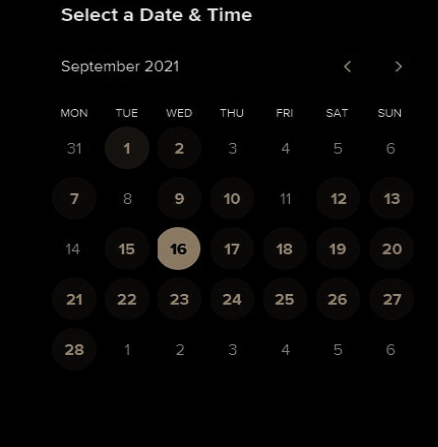 Select a Date & Time
September 2021
MON TUE WED THU FRI SAT SUN
31 1 2 3 4 5 6
7 8 9 10 11 12 13
14 15 16 17 18 19 20
21 22 23 24 25 26 27
28 1 2 3 4 5 6